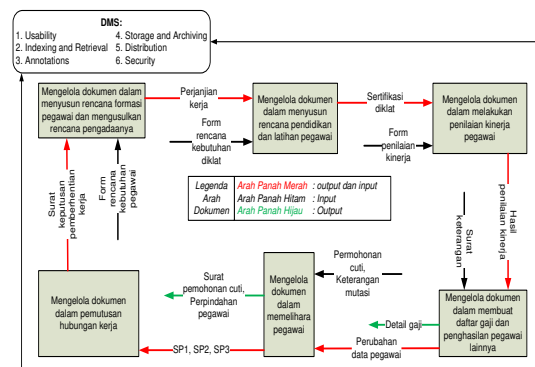 DMS:
1. Usability
2. Indexing and Retrieval
3. Annotations
4. Storage and Archiving
5. Distribution
6. Security
Mengelola dokumen dalam
menyusun rencana formasi
pegawai dan mengusulkan
rencana pengadaanya
Perjanjian
kerja
Form
rencana
kebutuhan
diklat
Mengelola dokumen
dalam menyusun
rencana pendidikan
dan latihan pegawai
Sertifikasi
diklat
Form
penilaian
kinerja
Mengelola dokumen
dalam melakukan
penilaian kinerja
pegawai
Surat
keputusan
pemberhentian
kerja
Form
rencana
kebutuhan
pegawai
Legenda Arah Panah Merah : output dan input
Arah Arah Panah Hitam : Input
Dokumen Arah Panah Hijau : Output
Surat
keterangan
Hasil
penilaian kinerja
Mengelola dokumen
dalam pemutusan
hubungan kerja
Surat
pemohonan cuti,
Perpindahan
pegawai
Mengelola
dokumen
dalam
memelihara
pegawai
Permohonan
cuti,
Keterangan
mutasi
Detail gaji
Mengelola dokumen
dalam membuat
daftar gaji dan
penghasilan pegawai
lainnya
SP1, SP2, SP3
Perubahan
data pegawai